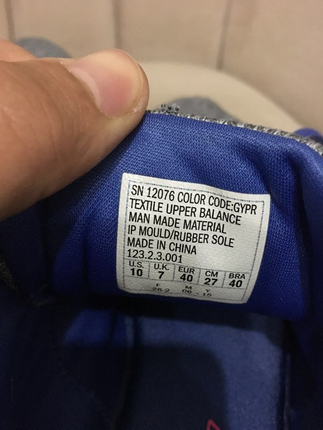 SN 12076 COLOR CODE:GYPR
TEXTILE UPPER BALANCE
MAN MADE MATERIAL
IP MOULD/RUBBER SOLE
MADE IN CHINA
123.2.3.001
U.S. U.K. EUR CM BRA
10 7 40 27 40
F M Y